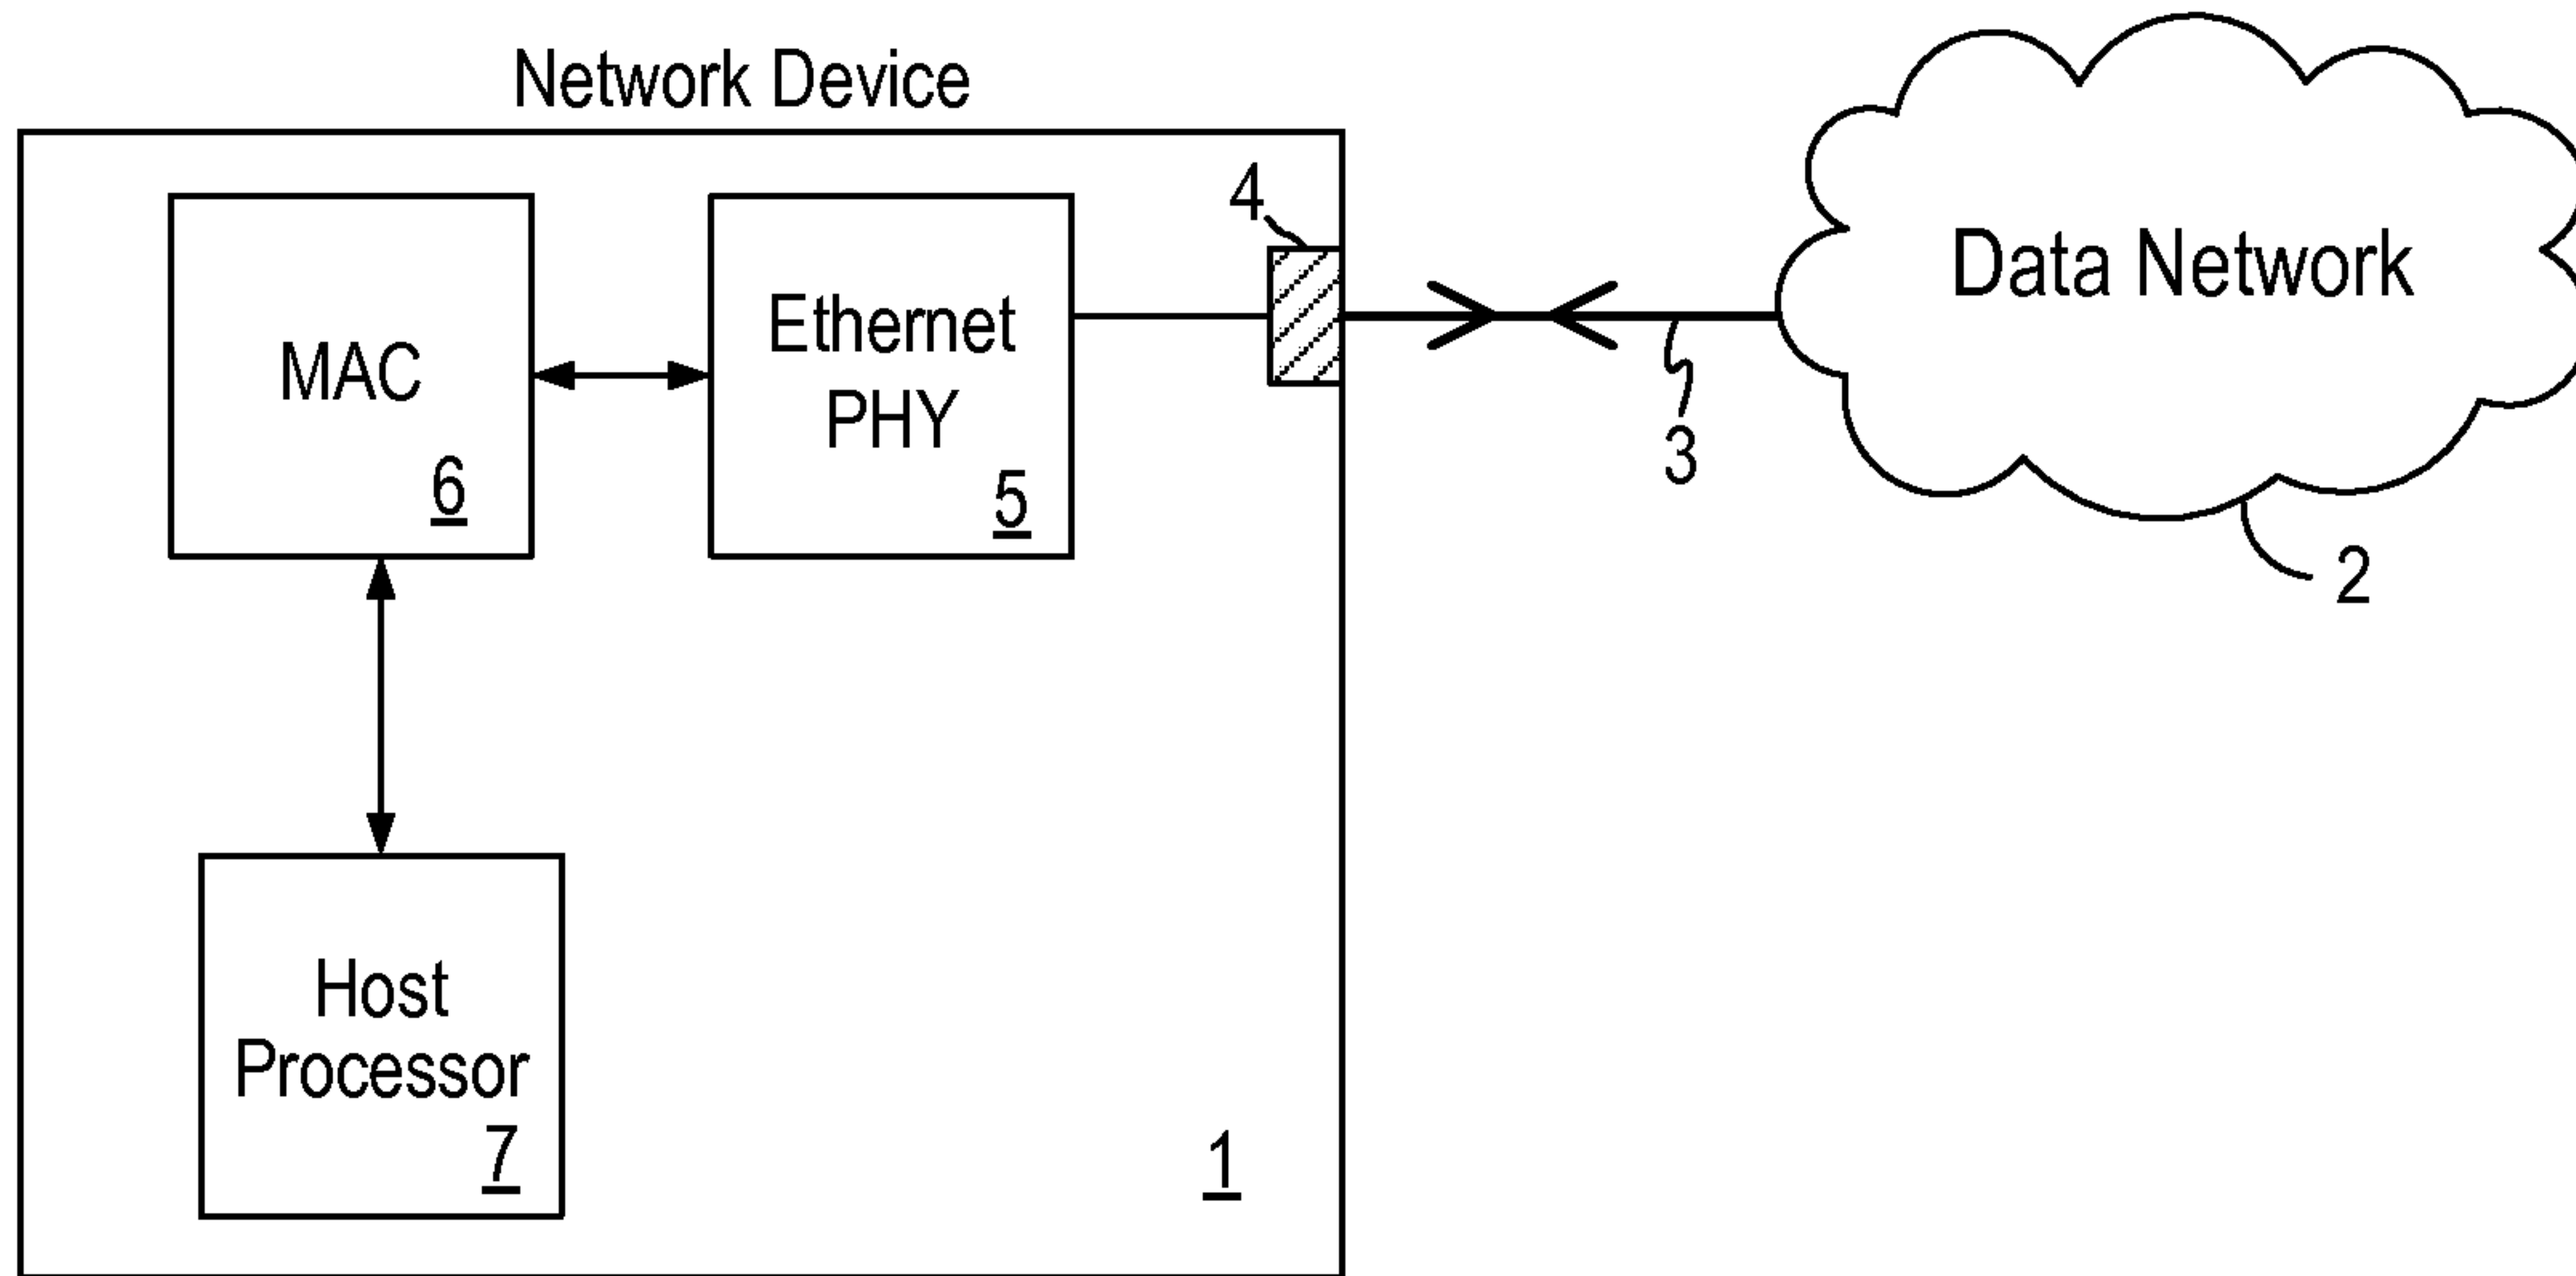 Network Device
4
MAC
6
Ethernet
PHY
5
Data Network
3
2
Host
Processor
7
1